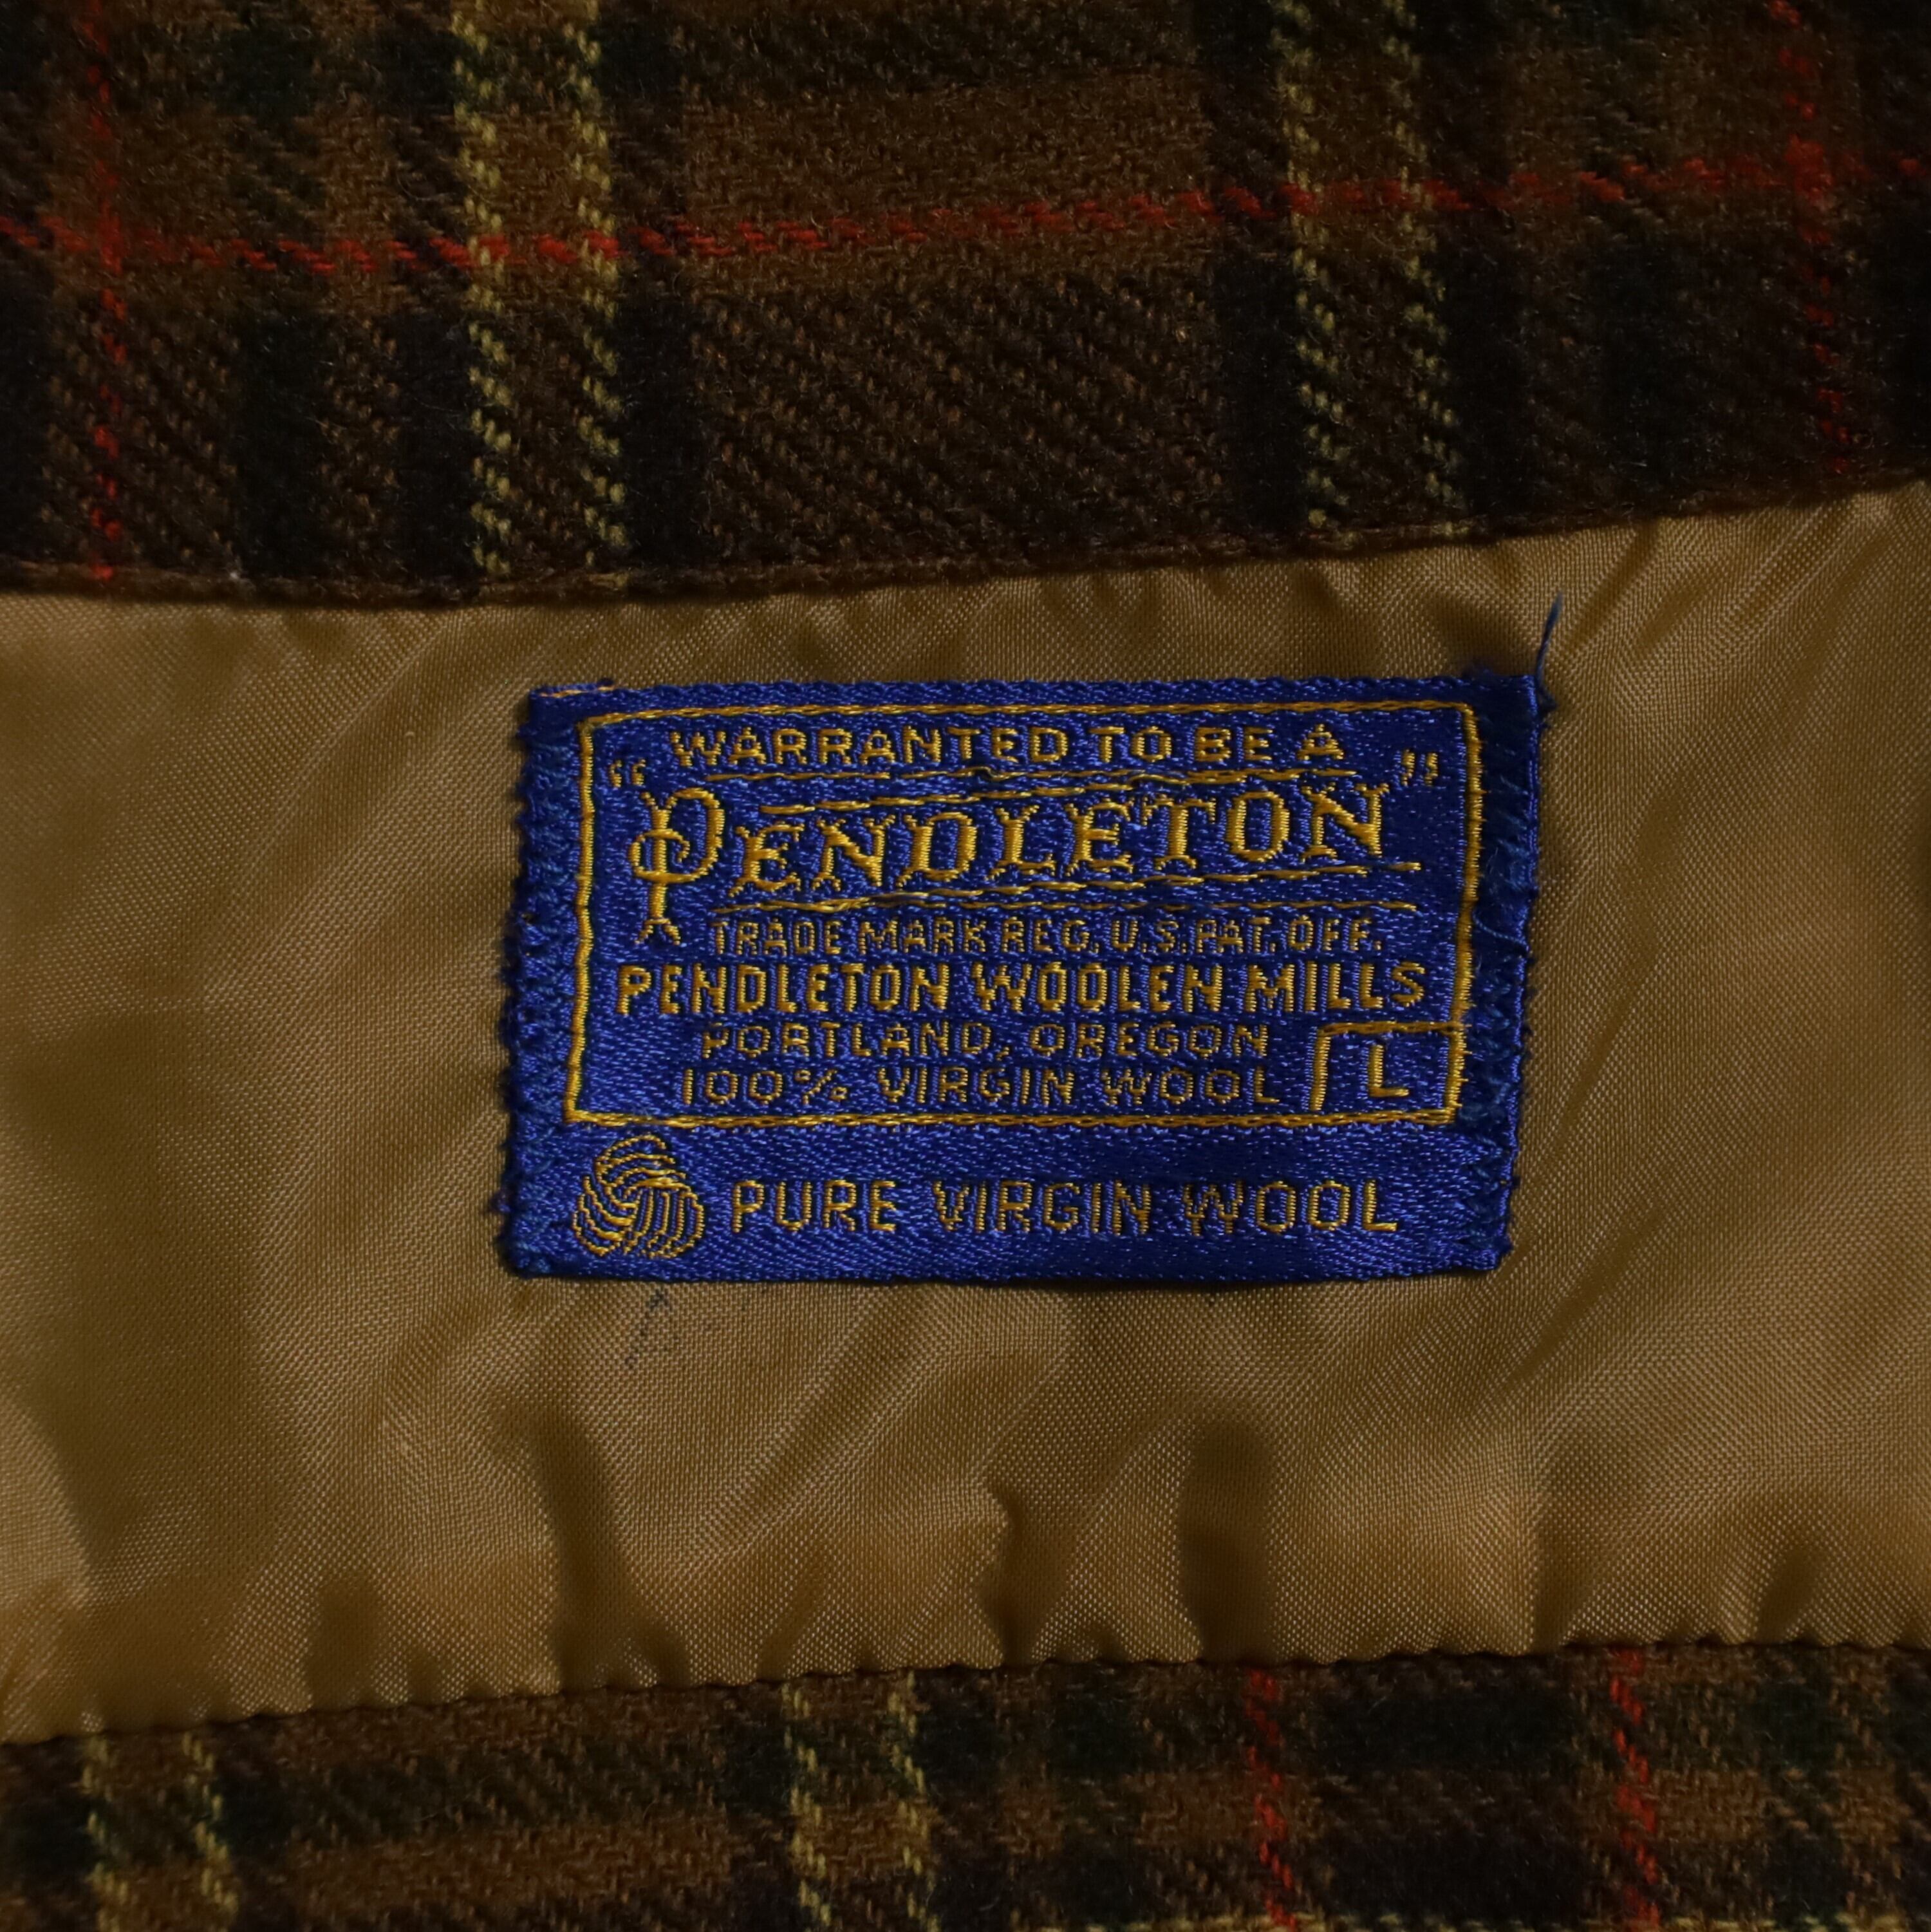 WARRANTED TO BE A
"PENDLETON"
TRADE MARK REG. U.S. PAT. OFF.
PENDLETON WOOLEN MILLS
PORTLAND, OREGON
100% VIRGIN WOOL
L
PURE VIRGIN WOOL